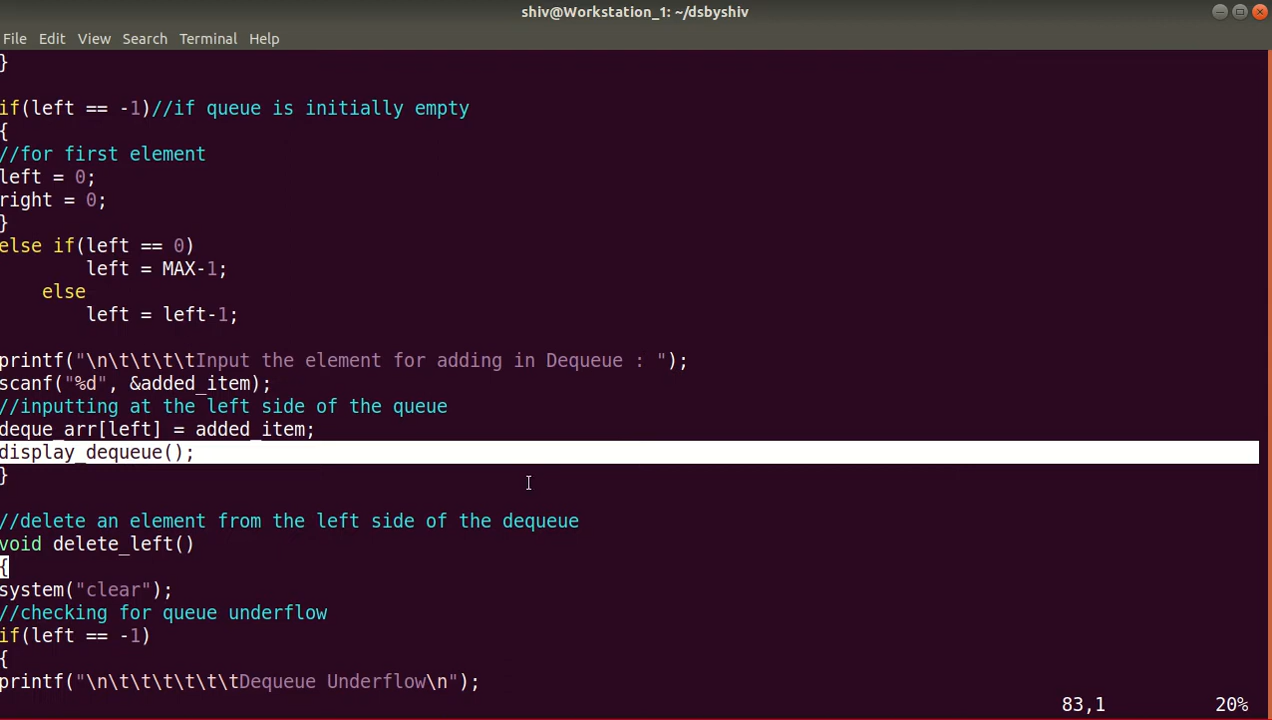 shiv@Workstation_1: ~/dsbyshiv
File Edit View Search Terminal Help
}
if(left == -1)//if queue is initially empty
{
//for first element
left = 0;
right = 0;
}
else if(left == 0)
        left = MAX-1;
    else
        left = left-1;
printf("\n\t\t\t\tInput the element for adding in Dequeue : ");
scanf("%d", &added_item);
//inputting at the left side of the queue
deque_arr[left] = added_item;
display_dequeue();
}
//delete an element from the left side of the dequeue
void delete_left()
{
system("clear");
//checking for queue underflow
if(left == -1)
{
printf("\n\t\t\t\t\t\tDequeue Underflow\n");
83,1 20%